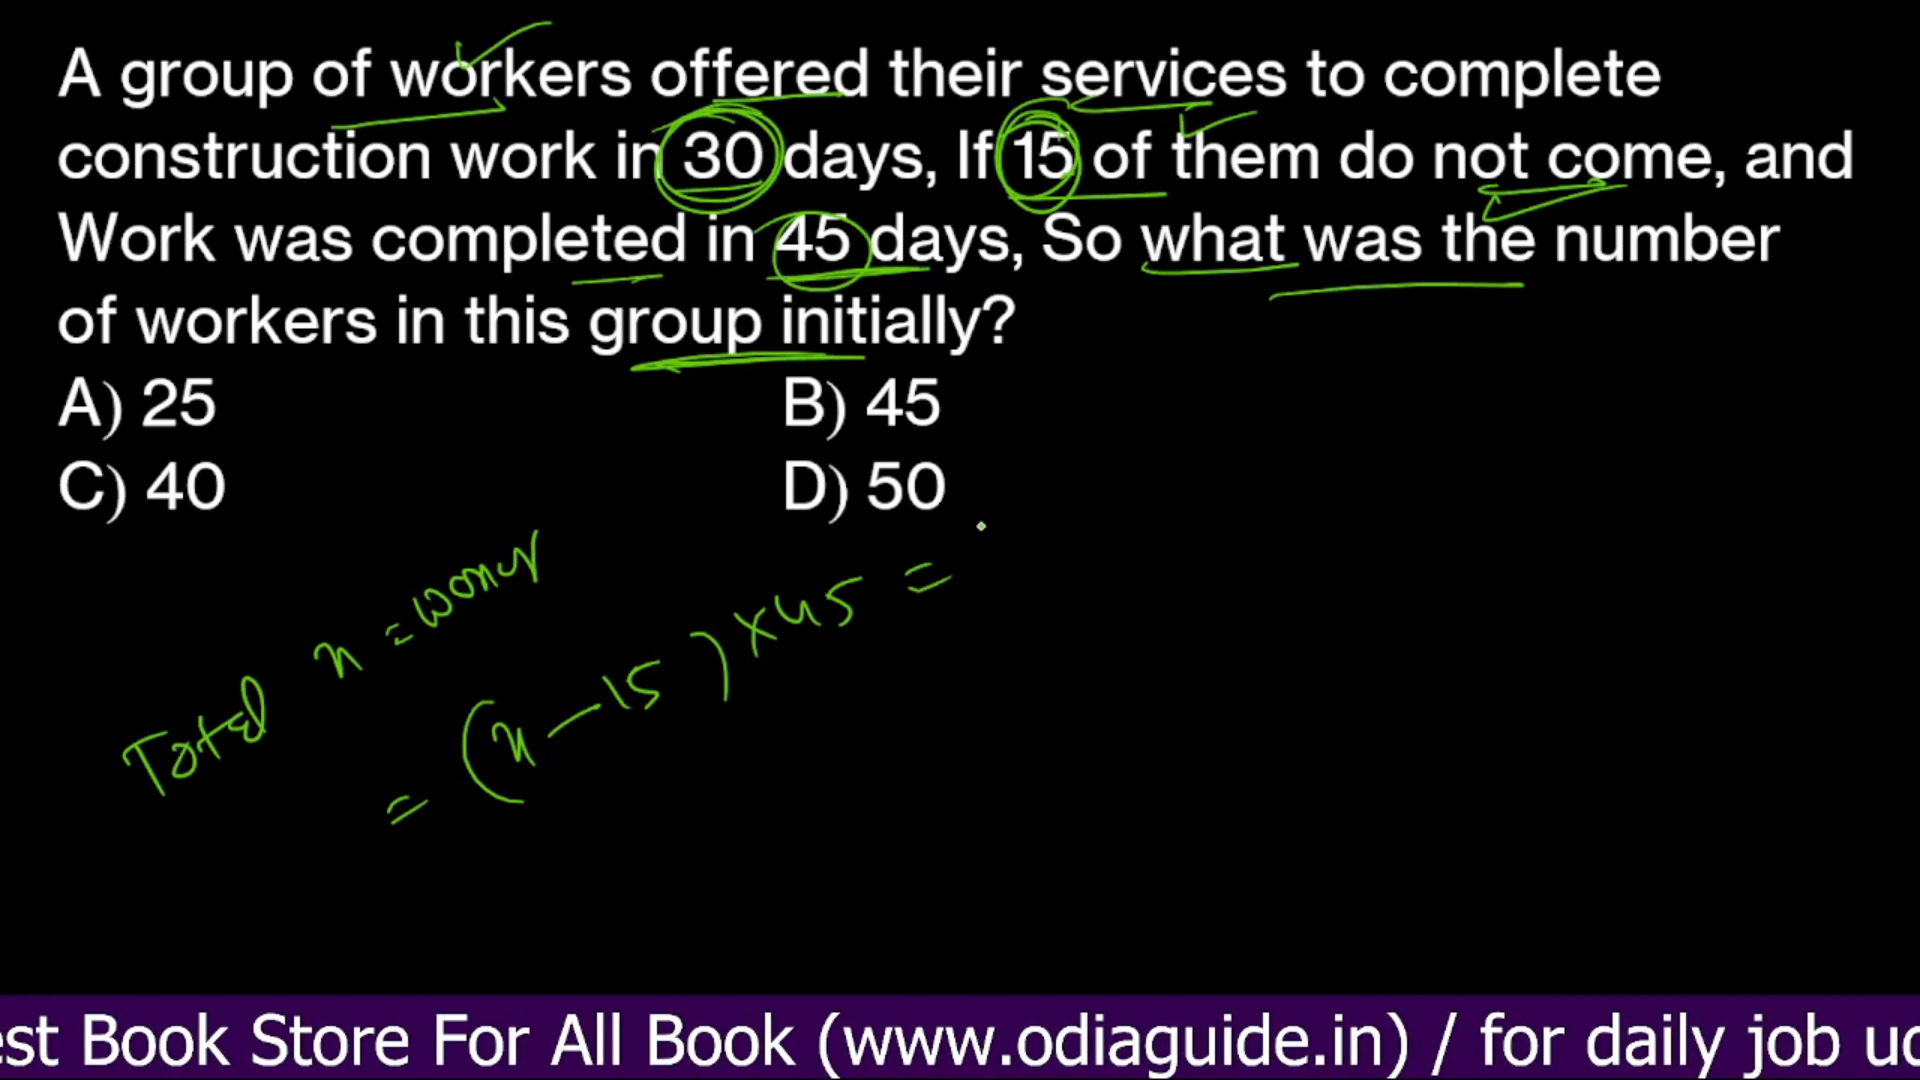 A group of workers offered their services to complete
construction work in 30 days, If 15 of them do not come, and
Work was completed in 45 days, So what was the number
of workers in this group initially?
A) 25 B) 45
C) 40 D) 50
Total x =
= (x - 15) × 45 =
est Book Store For All Book (www.odiaguide.in) / for daily job